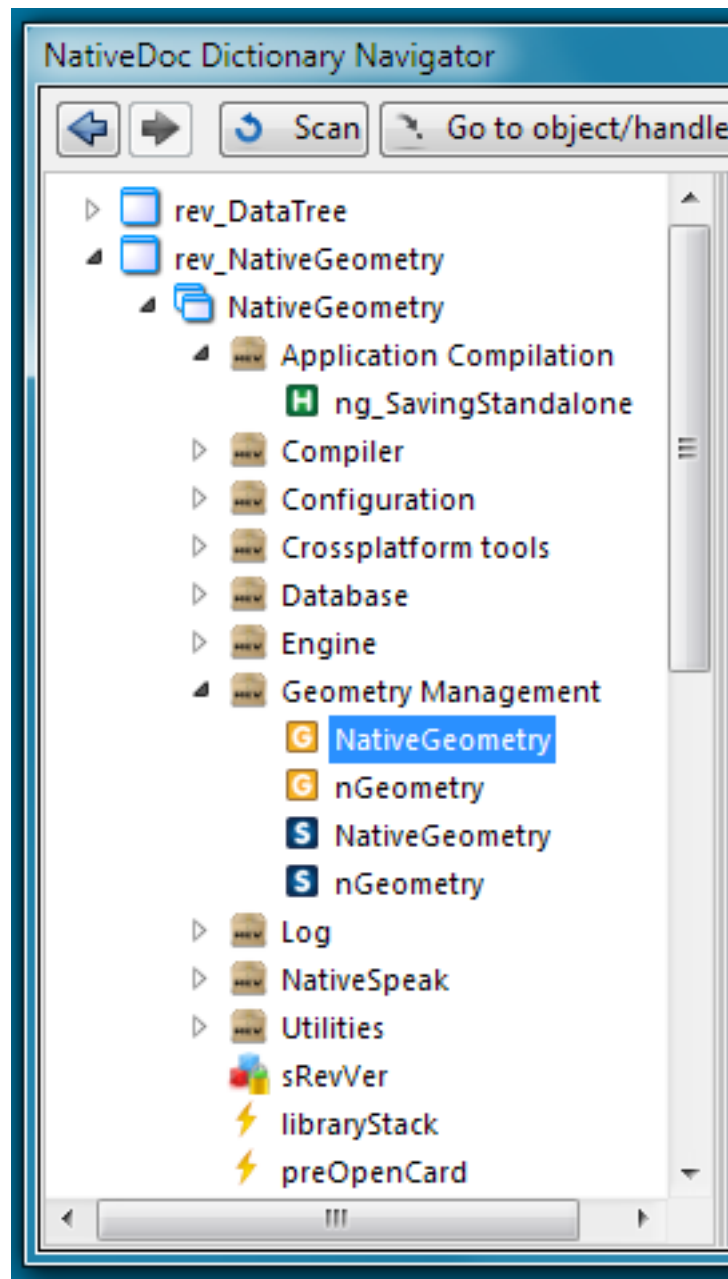 NativeDoc Dictionary Navigator
Scan Go to object/handle
rev_DataTree
rev_NativeGeometry
NativeGeometry
Application Compilation
H ng_SavingStandalone
Compiler
Configuration
Crossplatform tools
Database
Engine
Geometry Management
G NativeGeometry
G nGeometry
S NativeGeometry
S nGeometry
Log
NativeSpeak
Utilities
sRevVer
libraryStack
preOpenCard